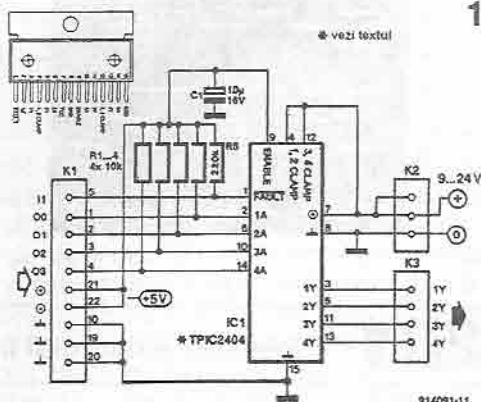 1
* vezi textul
C1
10µ
16V
R1...4
4x 10k
R5
220k
9
4
12
ENABLE
1, 2 CLAMP
3, 4 CLAMP
K1
I1
O0
O1
O2
O3
5
1
2
3
4
21
22
10
19
20
+5V
1
2
6
10
14
FAULT
1A
2A
3A
4A
IC1
* TPIC2404
15
7
8
K2
9...24V
K3
1Y
2Y
3Y
4Y
3
5
11
13
1Y
2Y
3Y
4Y
914091-11